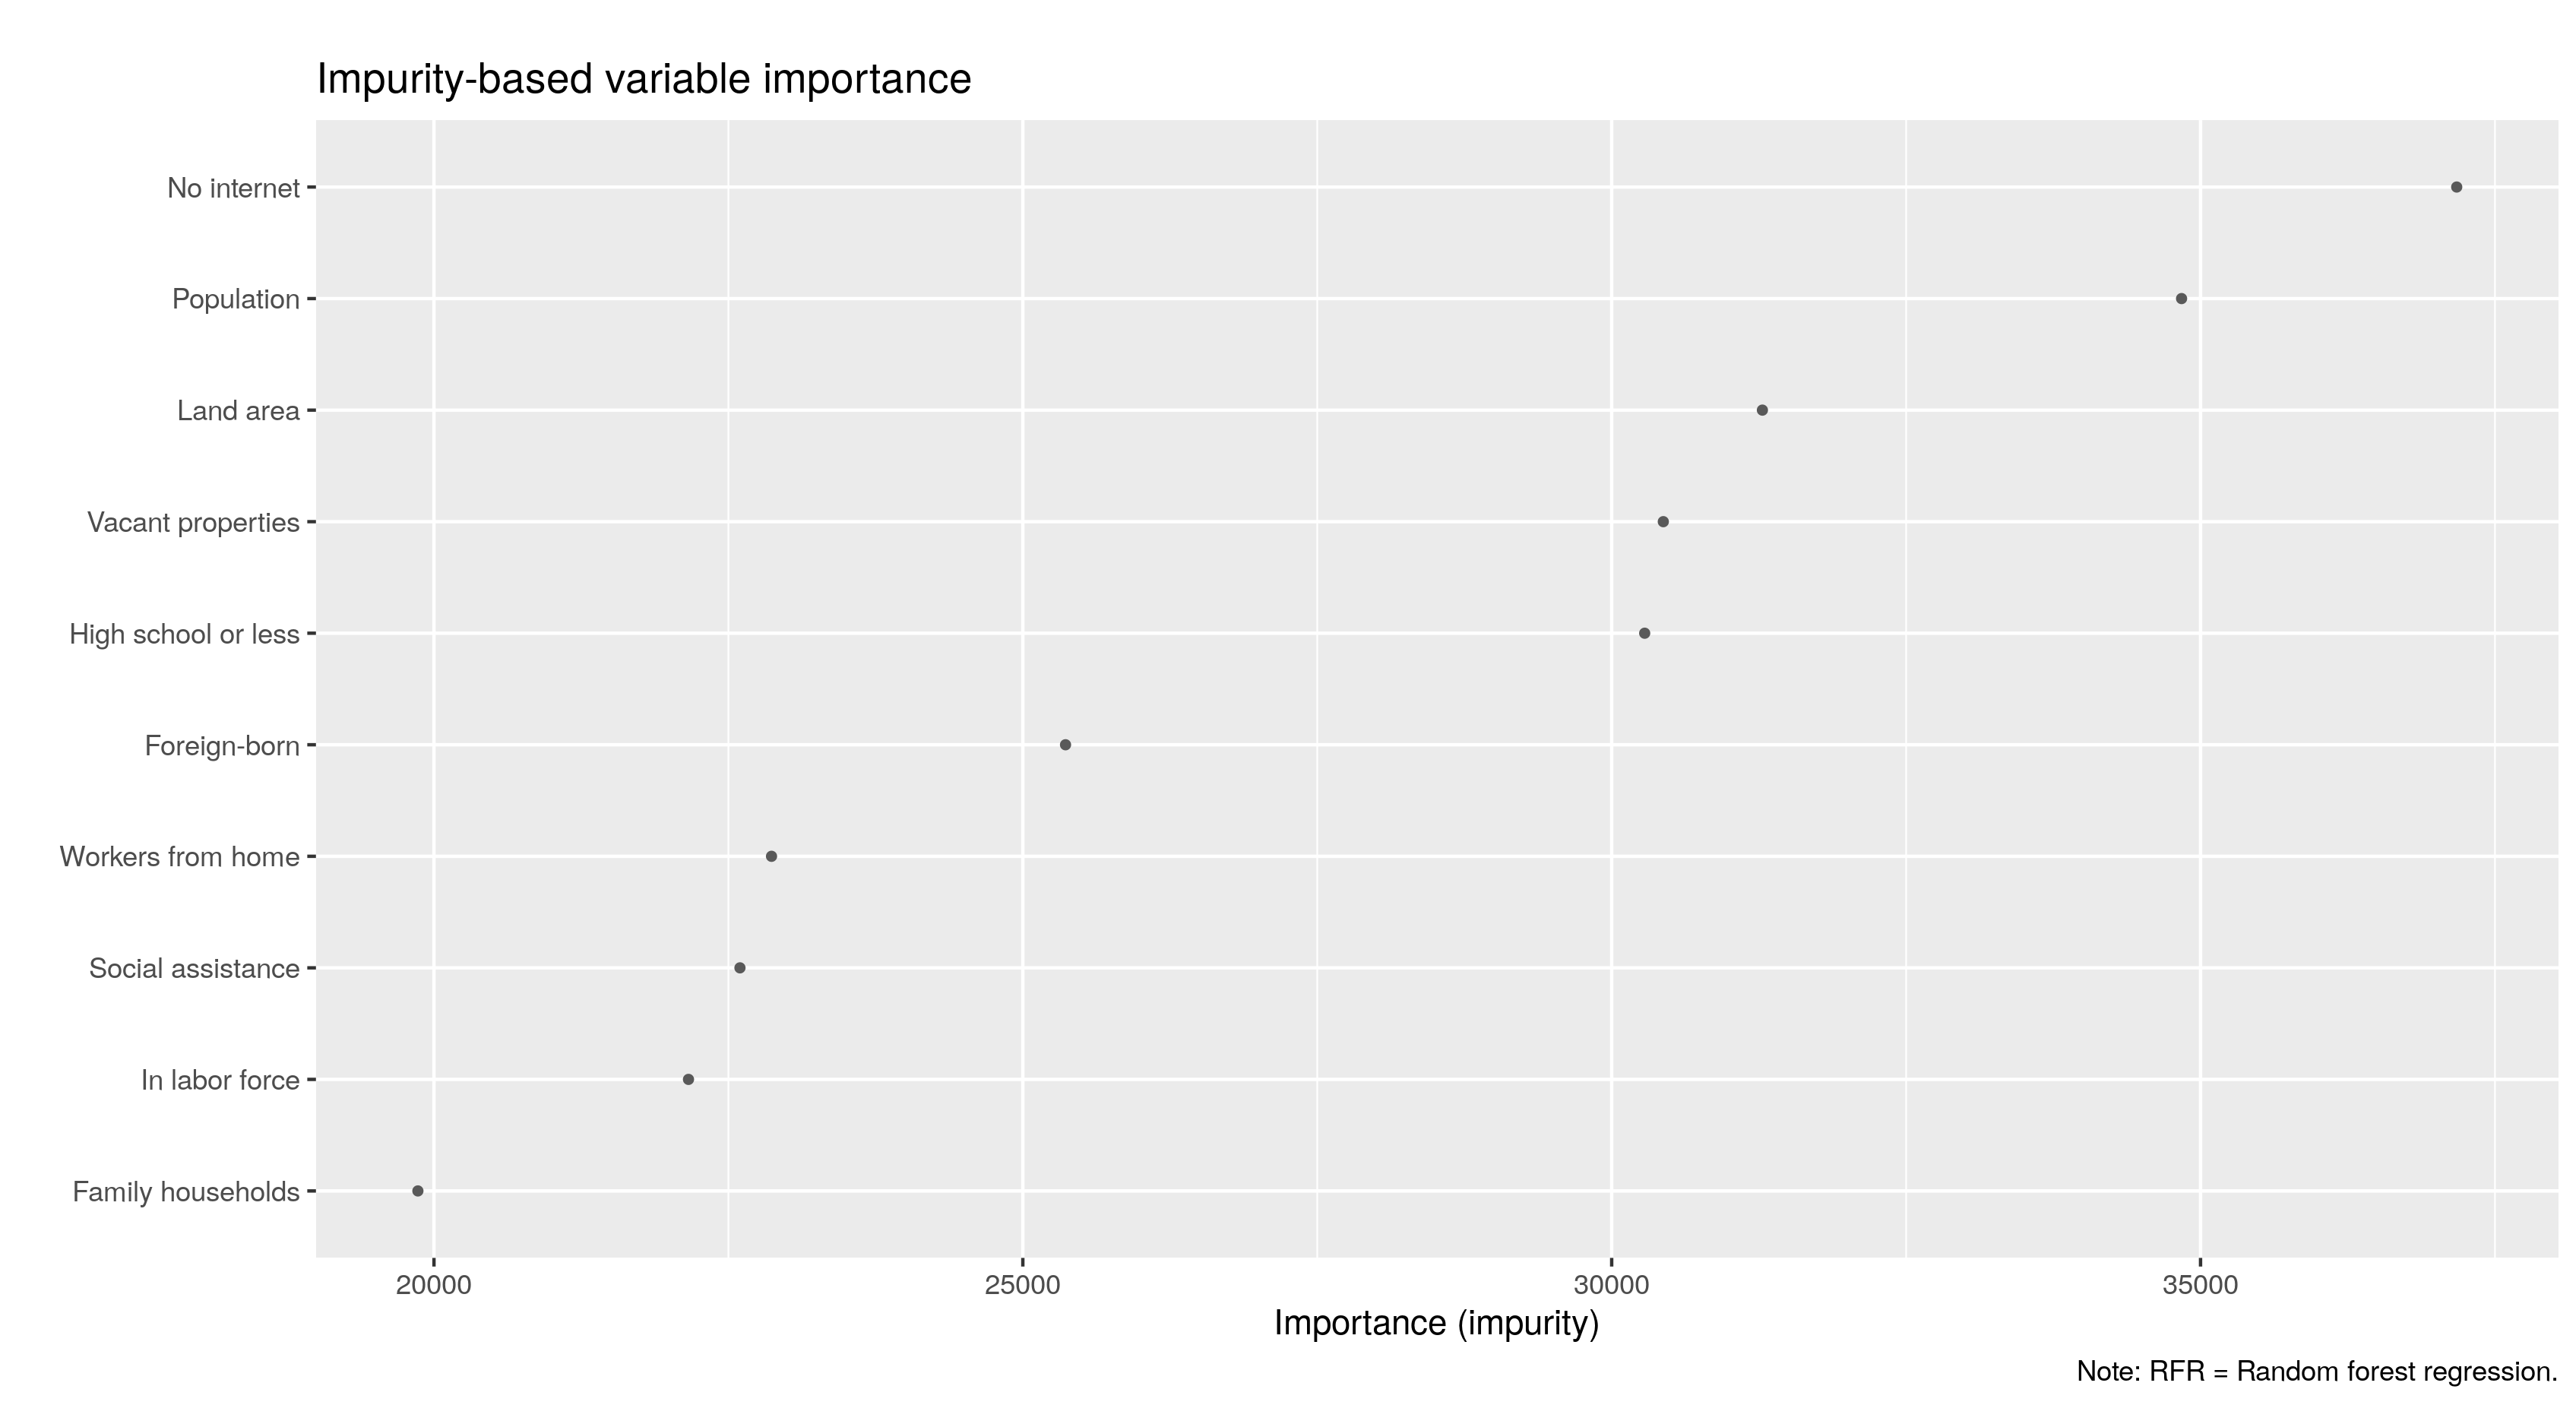 Impurity-based variable importance
No internet
Population
Land area
Vacant properties
High school or less
Foreign-born
Workers from home
Social assistance
In labor force
Family households
20000 25000 30000 35000
Importance (impurity)
Note: RFR = Random forest regression.